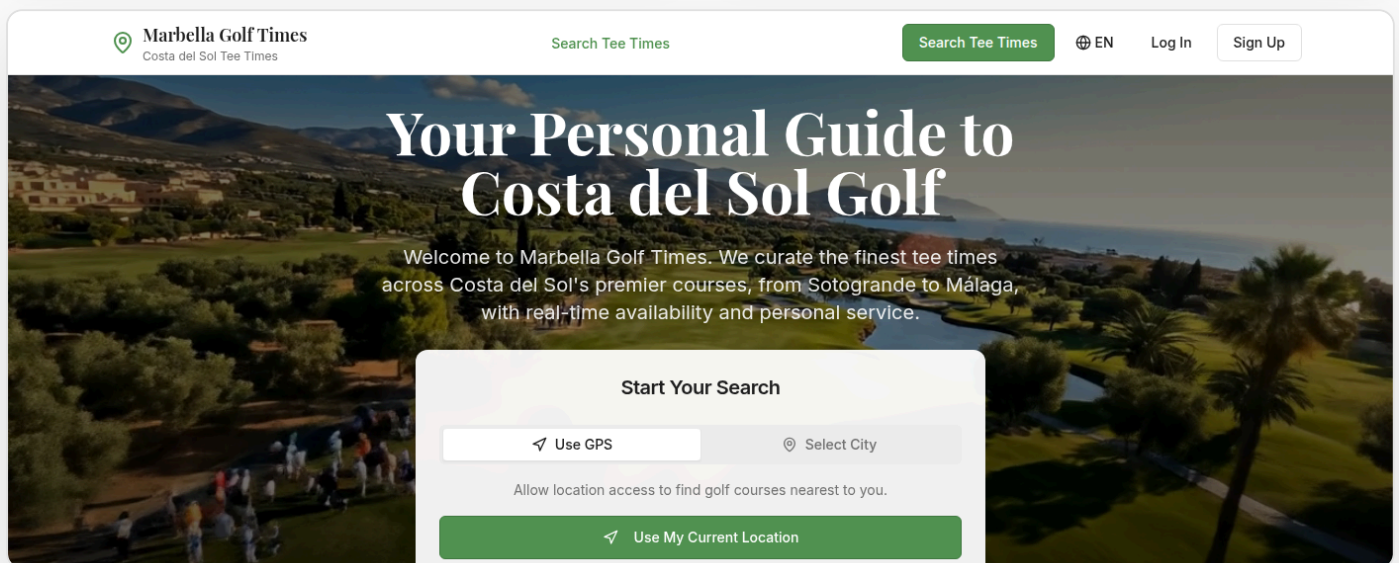 Marbella Golf Times
Costa del Sol Tee Times
Search Tee Times
Search Tee Times
EN
Log In
Sign Up
Your Personal Guide to
Costa del Sol Golf
Welcome to Marbella Golf Times. We curate the finest tee times
across Costa del Sol's premier courses, from Sotogrande to Málaga,
with real-time availability and personal service.
Start Your Search
Use GPS
Select City
Allow location access to find golf courses nearest to you.
Use My Current Location